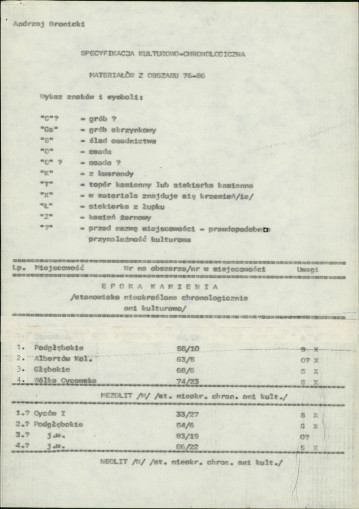 Andrzej Bronicki
SPECYFIKACJA KULTUROWO-CHRONOLOGICZNA
MATERIAŁÓW Z OBSZARU 76-86
Wykaz znaków i symboli:
"G"? - grób ?
"Gs" - grób skrzynkowy
"S" - ślad osadnictwa
"O" - osada
"O" ? - osada ?
"K" - z kwerendy
"T" - topór kamienny lub siekierka kamienna
"X" - w materiale znajduje się krzemień/ie/
- siekierka z łupku
"Ż" - kamień żarnowy
"?" - przed nazwą miejscowości - prawdopodobna
przynależność kulturowa
Lp. Miejscowość Nr na obszarze/nr w miejscowości Uwagi
EPOKA KAMIENIA
/stanowiska nieokreślone chronologicznie
ani kulturowo/
1. Podgłębokie 58/10 S X
2. Albertów Kol. 63/5 O? X
3. Głębokie 68/6 S X
4. Wólka Cycowska 74/23 S X
MEZOLIT /M/ /st. nieokr. chron. ani kult./
1.? Cyców I 33/27 S X
2.? Podgłębokie 54/6 S X
3.? j.w. 83/19 O?
4.? j.w. 86/22 S X
NEOLIT /N/ /st. nieokr. chron. ani kult./